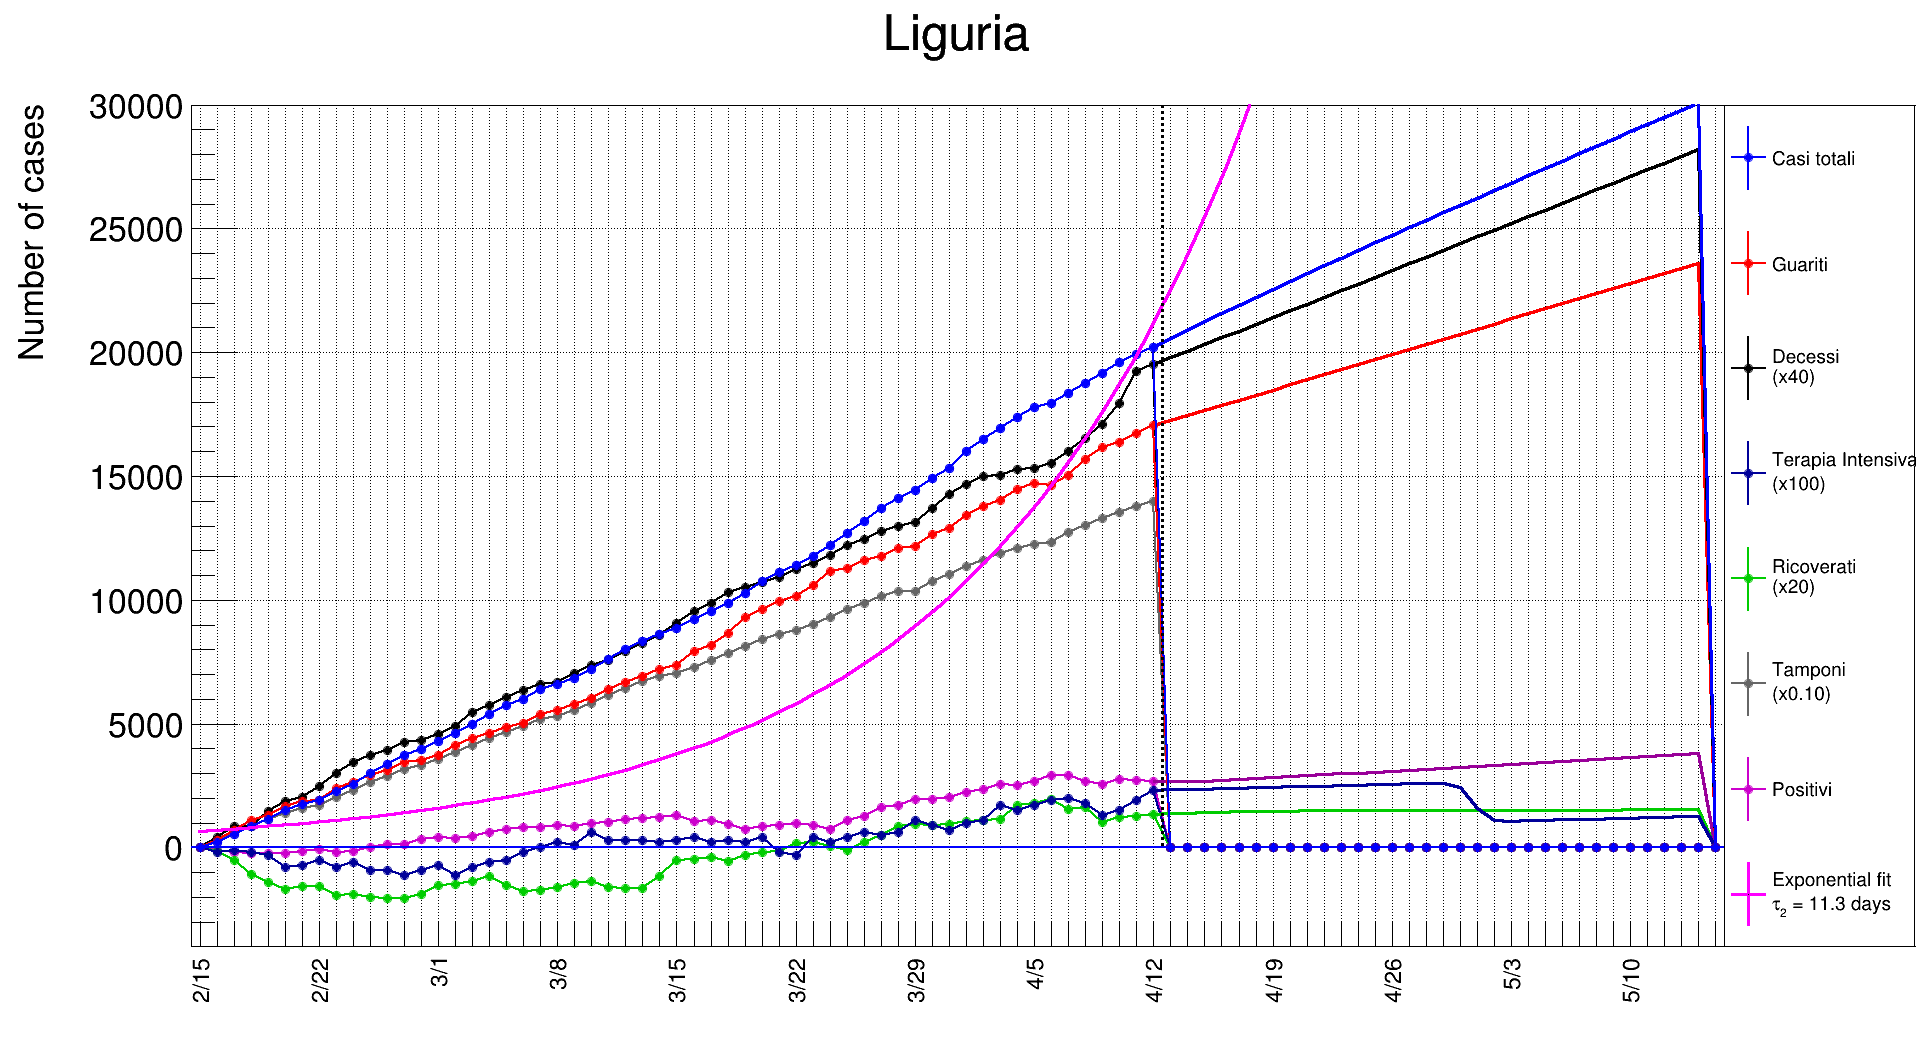 Liguria
Number of cases
30000
25000
20000
15000
10000
5000
0
2/15
2/22
3/1
3/8
3/15
3/22
3/29
4/5
4/12
4/19
4/26
5/3
5/10
Casi totali
Guariti
Decessi
(x40)
Terapia Intensiva
(x100)
Ricoverati
(x20)
Tamponi
(x0.10)
Positivi
Exponential fit
τ2 = 11.3 days